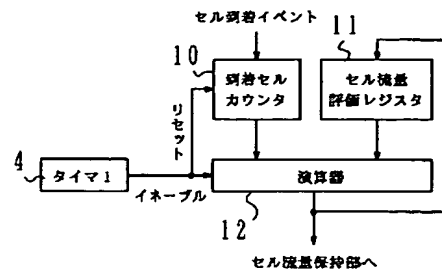 セル到着イベント
10
11
到着セル
カウンタ
セル流量
評価レジスタ
リセット
4
タイマ1
イネーブル
演算器
12
セル流量保持部へ